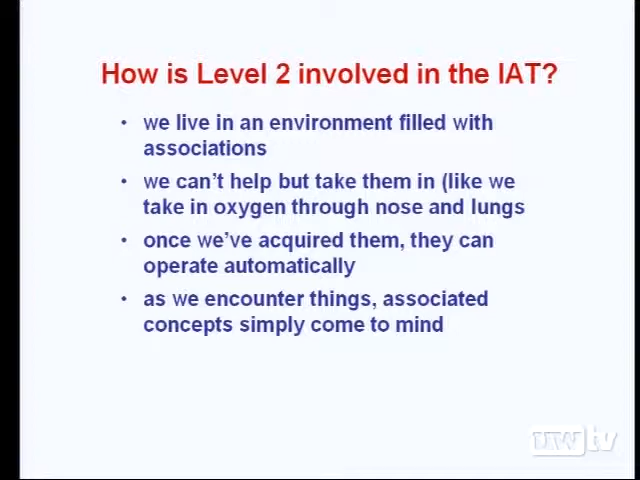 How is Level 2 involved in the IAT?
• we live in an environment filled with
associations
• we can't help but take them in (like we
take in oxygen through nose and lungs
• once we've acquired them, they can
operate automatically
• as we encounter things, associated
concepts simply come to mind
uwtv